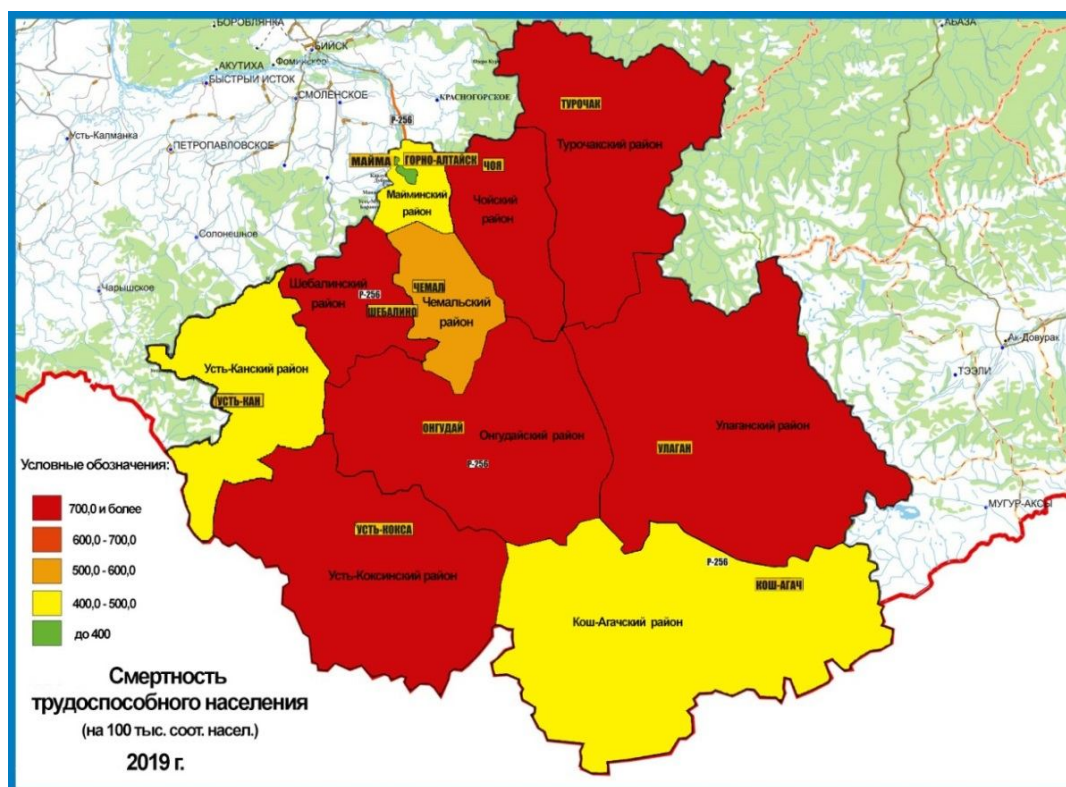 БОРОВЛЯНКА
АБАЗА
БИЙСК
Фоминское
АКУТИХА
БЫСТРЫЙ ИСТОК
СМОЛЕНСКОЕ
КРАСНОГОРСКОЕ
ТУРОЧАК
Р-256
Усть-Калманка
ПЕТРОПАВЛОВСКОЕ
Турочакский район
МАЙМА
ГОРНО-АЛТАЙСК
ЧОЯ
Майминский
район
Чойский
район
Солонешное
Чарышское
Шебалинский
район
Р-256
ШЕБАЛИНО
ЧЕМАЛ
Чемальский
район
Ак-Довурак
ТЭЭЛИ
Усть-Канский район
УСТЬ-КАН
ОНГУДАЙ
Онгудайский район
Р-256
Улаганский район
УЛАГАН
МУГУР-АКСЫ
УСТЬ-КОКСА
Усть-Коксинский район
Р-256
КОШ-АГАЧ
Кош-Агачский район
Условные обозначения:
700,0 и более
600,0 - 700,0
500,0 - 600,0
400,0 - 500,0
до 400
Смертность
трудоспособного населения
(на 100 тыс. соот. насел.)
2019 г.